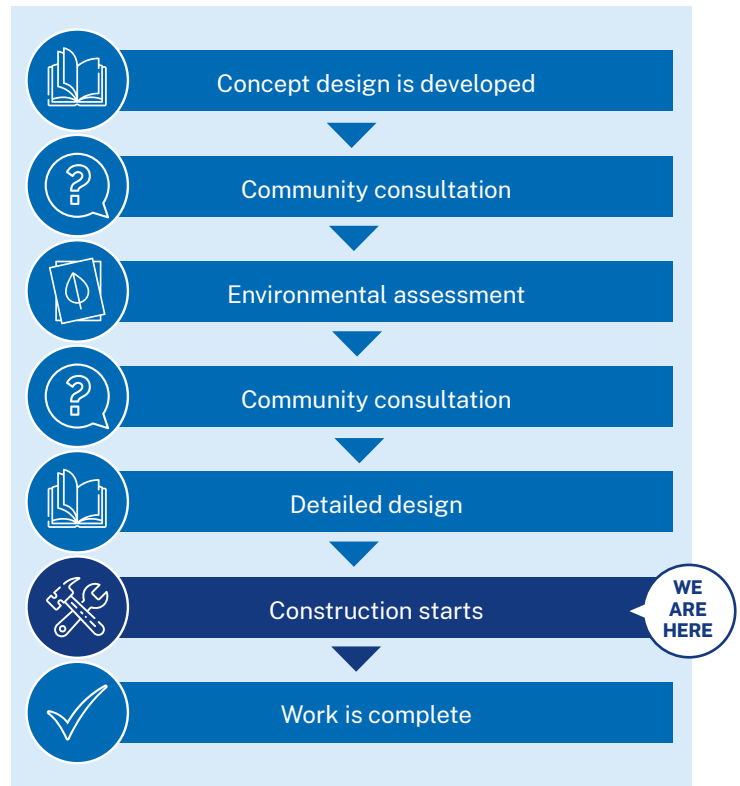 Concept design is developed
?
Community consultation
Environmental assessment
?
Community consultation
Detailed design
Construction starts
WE
ARE
HERE
Work is complete